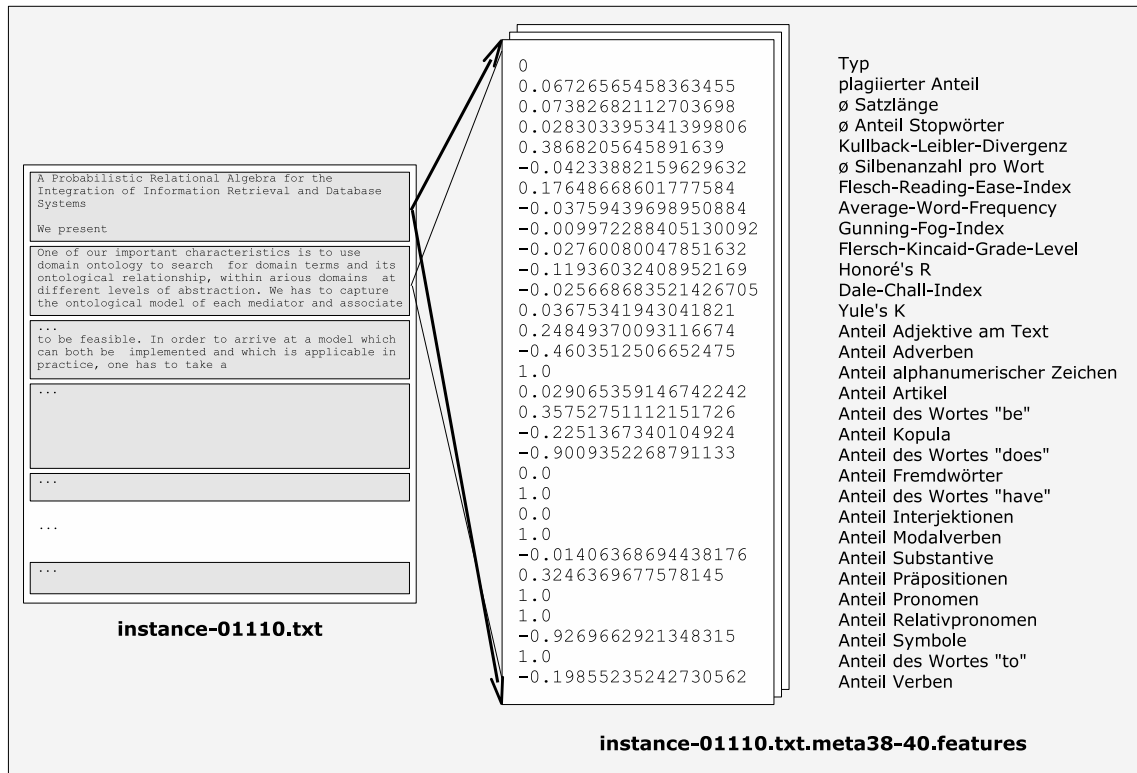 A Probabilistic Relational Algebra for the
Integration of Information Retrieval and Database
Systems
We present
One of our important characteristics is to use
domain ontology to search for domain terms and its
ontological relationship, within arious domains at
different levels of abstraction. We has to capture
the ontological model of each mediator and associate
...
to be feasible. In order to arrive at a model which
can both be implemented and which is applicable in
practice, one has to take a
...
...
...
...
instance-01110.txt
0
0.06726565458363455
0.07382682112703698
0.028303395341399806
0.3868205645891639
-0.04233882159629632
0.17648668601777584
-0.03759439698950884
-0.009972288405130092
-0.02760080047851632
-0.11936032408952169
-0.025668683521426705
0.03675341943041821
0.24849370093116674
-0.4603512506652475
1.0
0.029065359146742242
0.35752751112151726
-0.2251367340104924
-0.9009352268791133
0.0
1.0
0.0
1.0
-0.01406368694438176
0.3246369677578145
1.0
1.0
-0.9269662921348315
1.0
-0.19855235242730562
Typ
plagiierter Anteil
ø Satzlänge
ø Anteil Stopwörter
Kullback-Leibler-Divergenz
ø Silbenanzahl pro Wort
Flesch-Reading-Ease-Index
Average-Word-Frequency
Gunning-Fog-Index
Flersch-Kincaid-Grade-Level
Honoré's R
Dale-Chall-Index
Yule's K
Anteil Adjektive am Text
Anteil Adverben
Anteil alphanumerischer Zeichen
Anteil Artikel
Anteil des Wortes "be"
Anteil Kopula
Anteil des Wortes "does"
Anteil Fremdwörter
Anteil des Wortes "have"
Anteil Interjektionen
Anteil Modalverben
Anteil Substantive
Anteil Präpositionen
Anteil Pronomen
Anteil Relativpronomen
Anteil Symbole
Anteil des Wortes "to"
Anteil Verben
instance-01110.txt.meta38-40.features